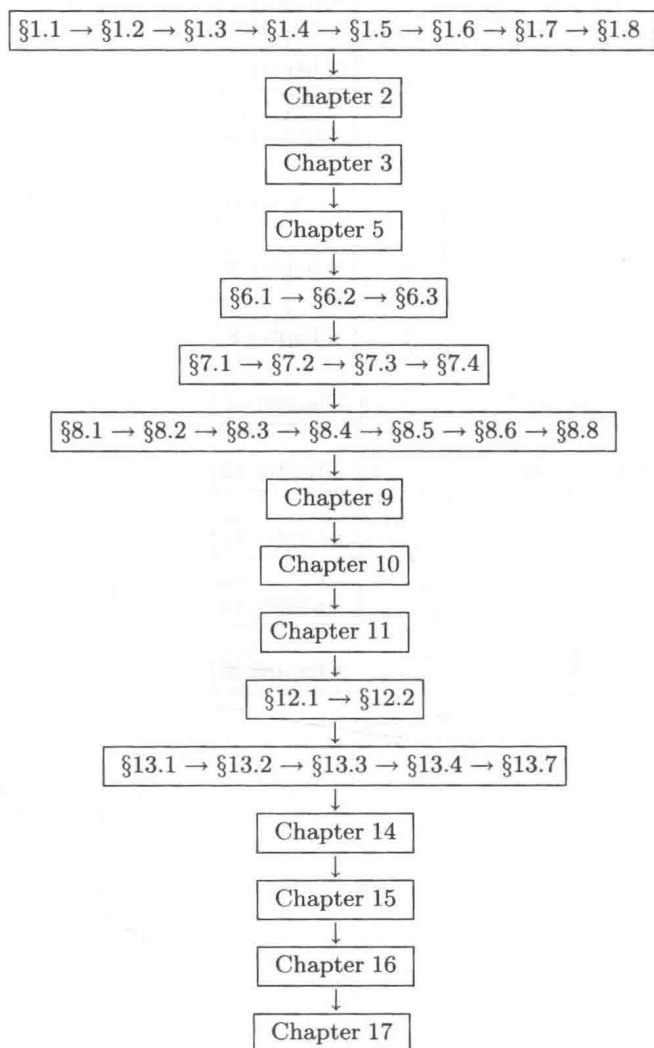 §1.1 → §1.2 → §1.3 → §1.4 → §1.5 → §1.6 → §1.7 → §1.8
↓
Chapter 2
↓
Chapter 3
↓
Chapter 5
↓
§6.1 → §6.2 → §6.3
↓
§7.1 → §7.2 → §7.3 → §7.4
↓
§8.1 → §8.2 → §8.3 → §8.4 → §8.5 → §8.6 → §8.8
↓
Chapter 9
↓
Chapter 10
↓
Chapter 11
↓
§12.1 → §12.2
↓
§13.1 → §13.2 → §13.3 → §13.4 → §13.7
↓
Chapter 14
↓
Chapter 15
↓
Chapter 16
↓
Chapter 17